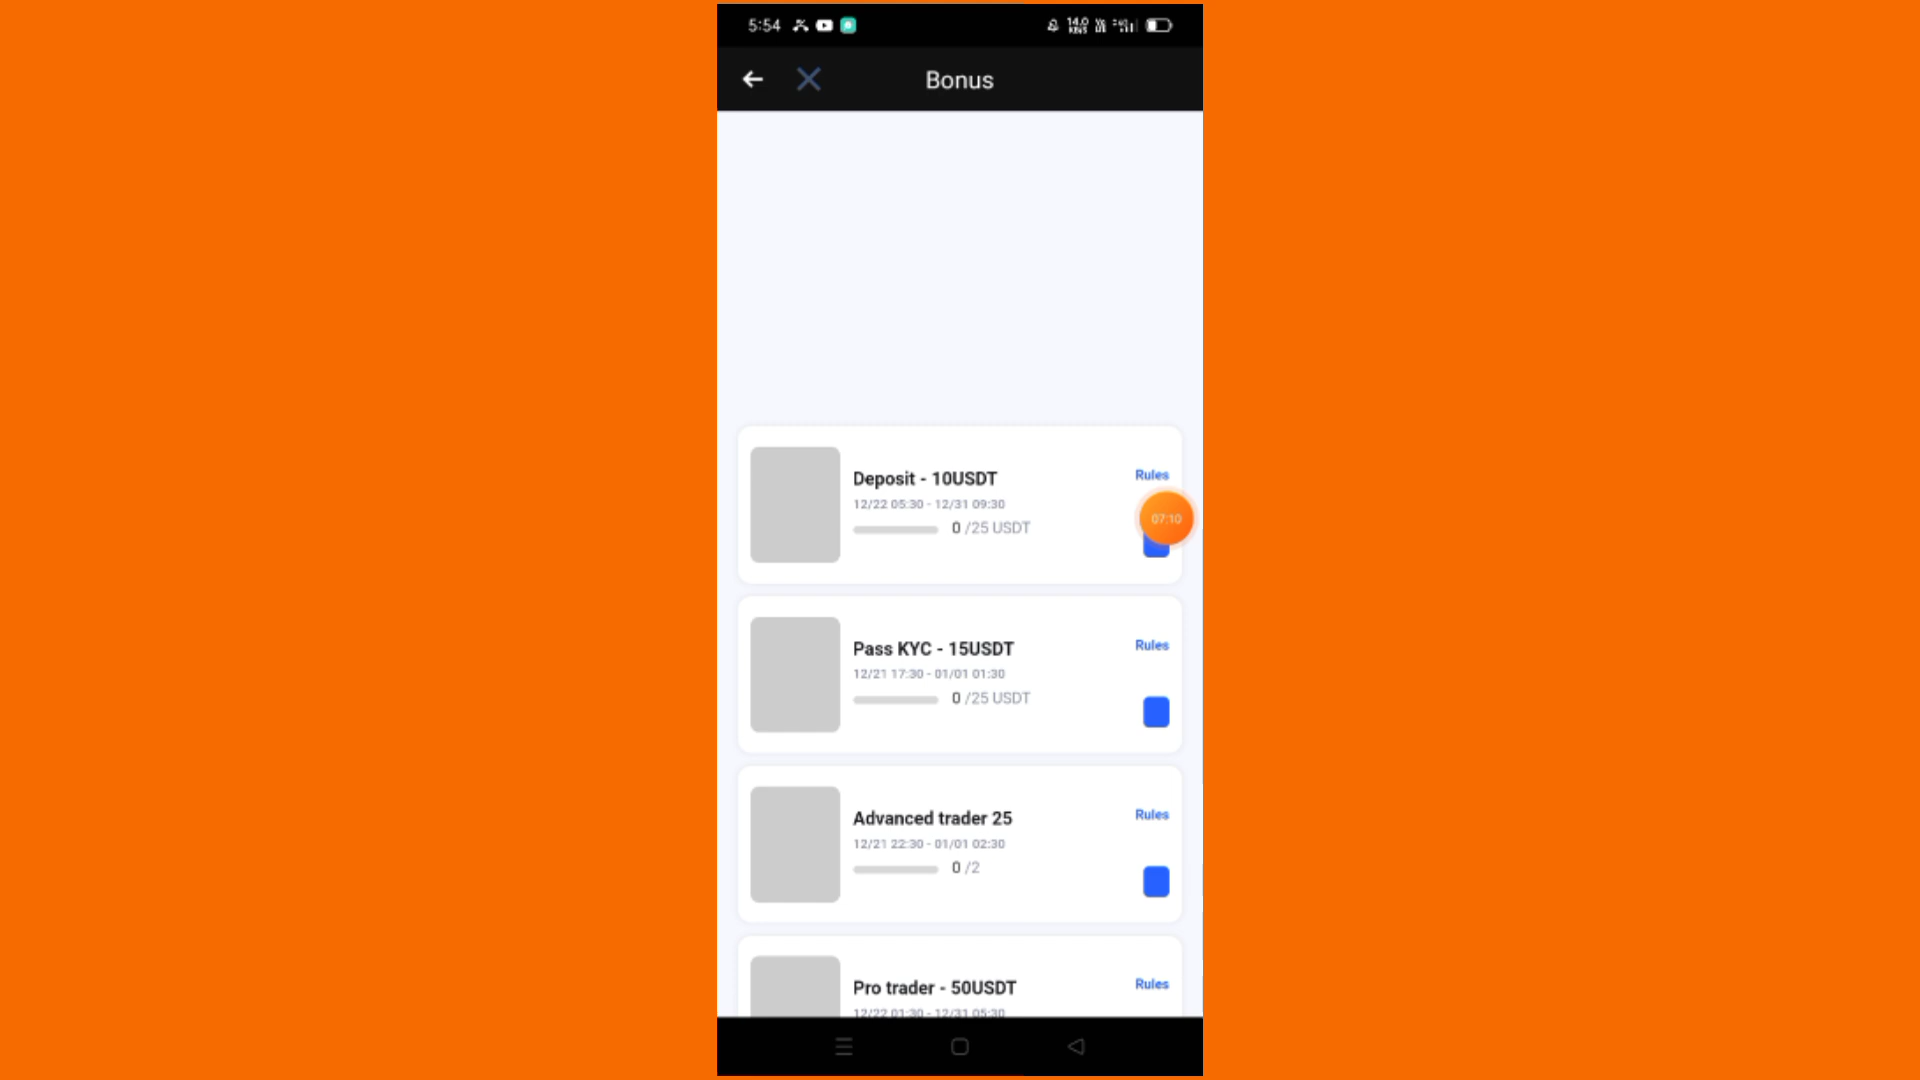 5:54
14.0
Bonus
Deposit - 10USDT
Rules
12/22 05:30 - 12/31 09:30
0 /25 USDT
07:10
Pass KYC - 15USDT
Rules
12/21 17:30 - 01/01 01:30
0 /25 USDT
Advanced trader 25
Rules
12/21 22:30 - 01/01 02:30
0 /2
Pro trader - 50USDT
Rules
12/22 01:30 - 12/31 05:30